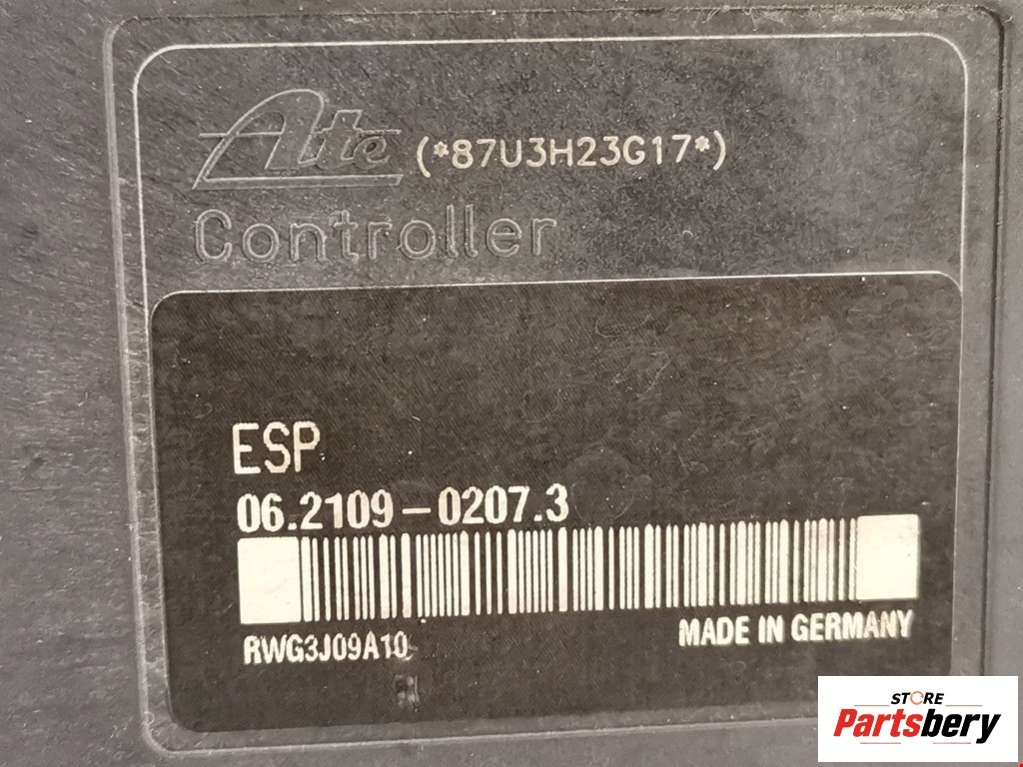 Ate (*87U3H23G17*)
Controller
ESP
06.2109-0207.3
RWG3J09A10
MADE IN GERMANY
STORE
Partsbery